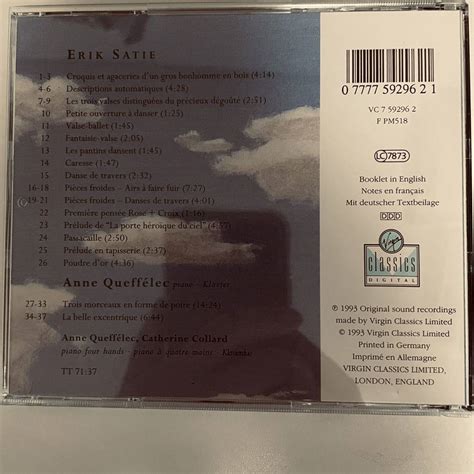 ERIK SATIE
1-3 Croquis et agaceries d'un gros bonhomme en bois (4:14)
4-6 Descriptions automatiques (4:28)
7-9 Les trois valses distinguées du précieux dégoûté (2:51)
10 Petite ouverture à danser (1:25)
11 Valse-ballet (1:45)
12 Fantaisie-valse (2:05)
13 Les pantins dansent (1:29)
14 Caresse (2:47)
15 Danse de travers (2:32)
16-18 Pièces froides – Airs à faire fuir (7:27)
19-21 Pièces froides – Danses de travers (4:01)
22 Première pensée Rose + Croix (1:46)
23 Prélude de "La porte héroïque du ciel" (4:37)
24 Passacaille (2:50)
25 Prélude en tapisserie (2:30)
26 Poudre d'or (4:36)
Anne Queffélec piano – Klavier
27-33 Trois morceaux en forme de poire (14:24)
34-37 La belle excentrique (6:44)
Anne Queffélec, Catherine Collard
piano four hands – piano à quatre mains –
TT 71:37
0 7777 59296 2 1
VC 7 59296 2
F PM518
LC 7873
Booklet in English
Notes en français
Mit deutscher Textbeilage
DDD
Virgin
classics
DIGITAL
℗ 1993 Original sound recordings
made by Virgin Classics Limited
© 1993 Virgin Classics Limited
Printed in Germany
Imprimé en Allemagne
VIRGIN CLASSICS LIMITED,
LONDON, ENGLAND